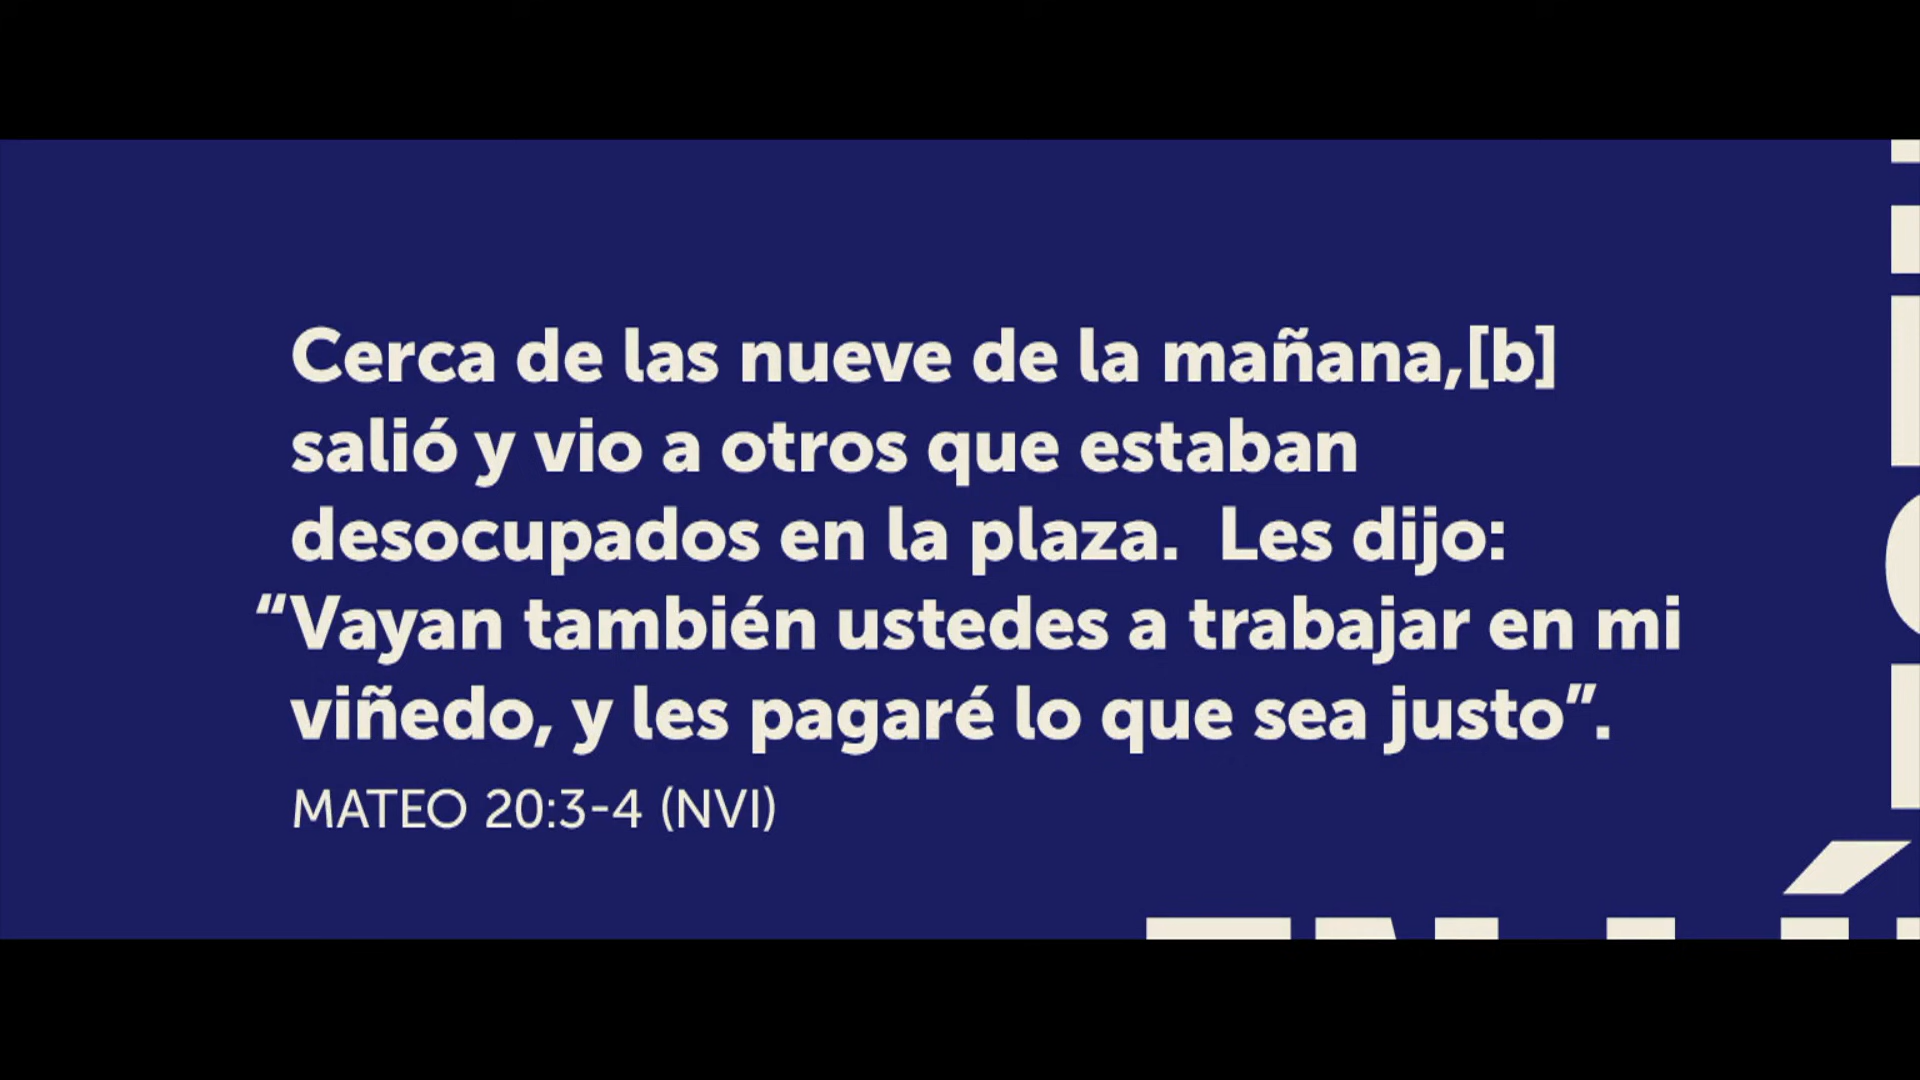 Cerca de las nueve de la mañana,[b]
salió y vio a otros que estaban
desocupados en la plaza.  Les dijo:
“Vayan también ustedes a trabajar en mi
viñedo, y les pagaré lo que sea justo”.
MATEO 20:3-4 (NVI)